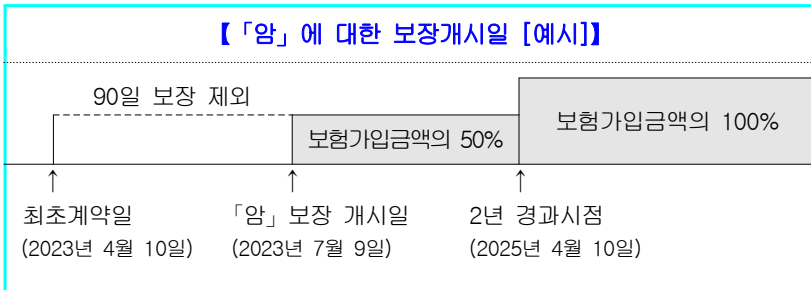 【「암」에 대한 보장개시일 [예시]】
90일 보장 제외
보험가입금액의 50%
보험가입금액의 100%
최초계약일
「암」보장 개시일
2년 경과시점
(2023년 4월 10일)
(2023년 7월 9일)
(2025년 4월 10일)